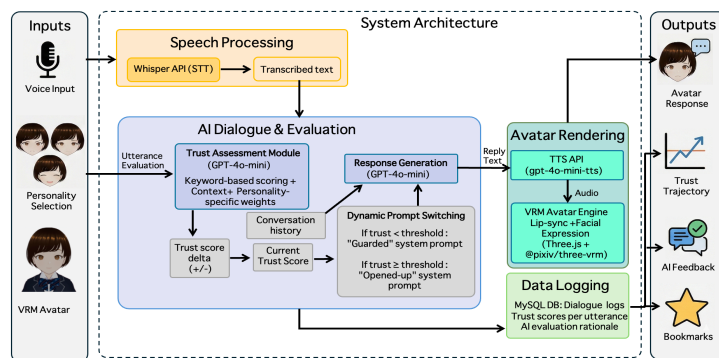 Inputs
Voice Input
Personality
Selection
VRM Avatar
System Architecture
Speech Processing
Whisper API (STT)
Transcribed text
AI Dialogue & Evaluation
Utterance
Evaluation
Trust Assessment Module
(GPT-4o-mini)
Keyword-based scoring +
Context+ Personality-
specific weights
Response Generation
(GPT-4o-mini)
Conversation
history
Trust score
delta
(+/-)
Current
Trust Score
Dynamic Prompt Switching
If trust < threshold :
"Guarded" system
prompt
If trust ≥ threshold :
"Opened-up" system
prompt
Reply
Text
Avatar Rendering
TTS API
(gpt-4o-mini-tts)
Audio
VRM Avatar Engine
Lip-sync +Facial
Expression
(Three.js +
@pixiv/three-vrm)
Data Logging
MySQL DB: Dialogue logs
Trust scores per utterance
AI evaluation rationale
Outputs
Avatar
Response
Trust
Trajectory
AI Feedback
Bookmarks